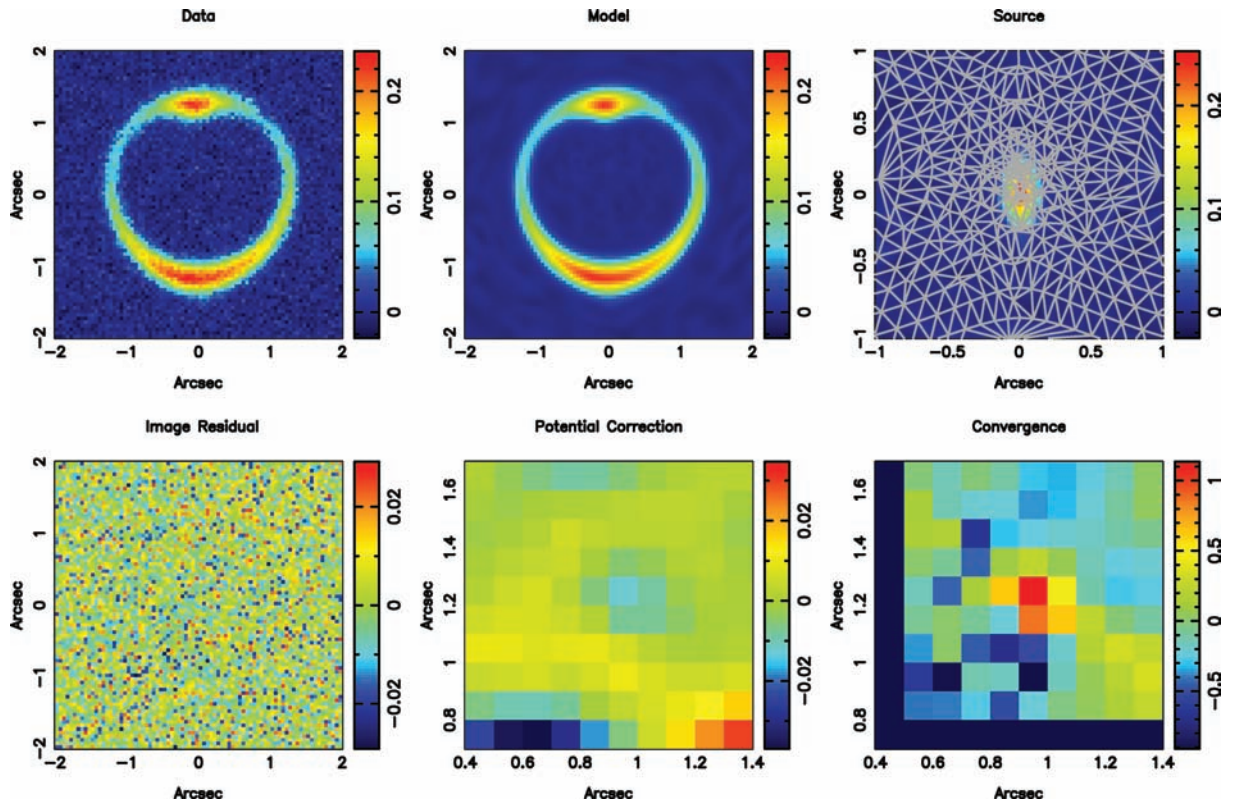 Data
Model
Source
2
1
0
−1
−2
Arcsec
−2 −1 0 1 2
Arcsec
0.2
0.1
0
2
1
0
−1
−2
Arcsec
−2 −1 0 1 2
Arcsec
0.2
0.1
0
1
0.5
0
−0.5
−1
Arcsec
−1 −0.5 0 0.5 1
Arcsec
0.2
0.1
0
Image Residual
Potential Correction
Convergence
2
1
0
−1
−2
Arcsec
−2 −1 0 1 2
Arcsec
0.02
0
−0.02
1.6
1.4
1.2
1
0.8
Arcsec
0.4 0.6 0.8 1 1.2 1.4
Arcsec
0.02
0
−0.02
1.6
1.4
1.2
1
0.8
Arcsec
0.4 0.6 0.8 1 1.2 1.4
Arcsec
1
0.5
0
−0.5